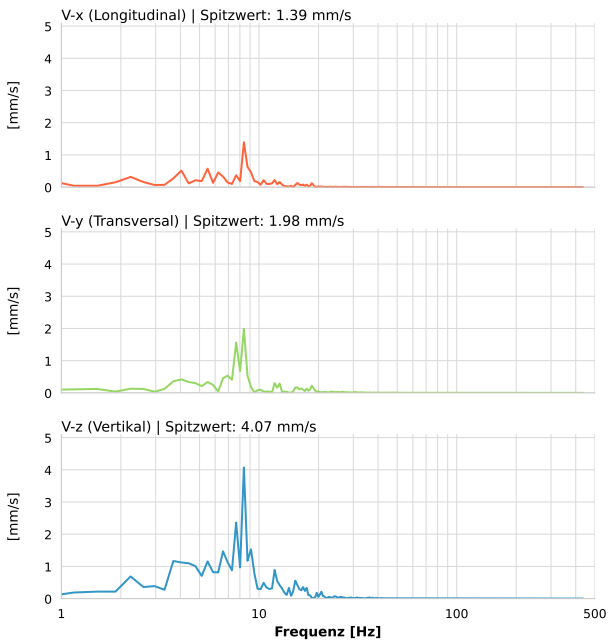 V-x (Longitudinal) | Spitzwert: 1.39 mm/s
5
4
3
2
1
0
[mm/s]
V-y (Transversal) | Spitzwert: 1.98 mm/s
5
4
3
2
1
0
[mm/s]
V-z (Vertikal) | Spitzwert: 4.07 mm/s
5
4
3
2
1
0
[mm/s]
1 10 100 500
Frequenz [Hz]